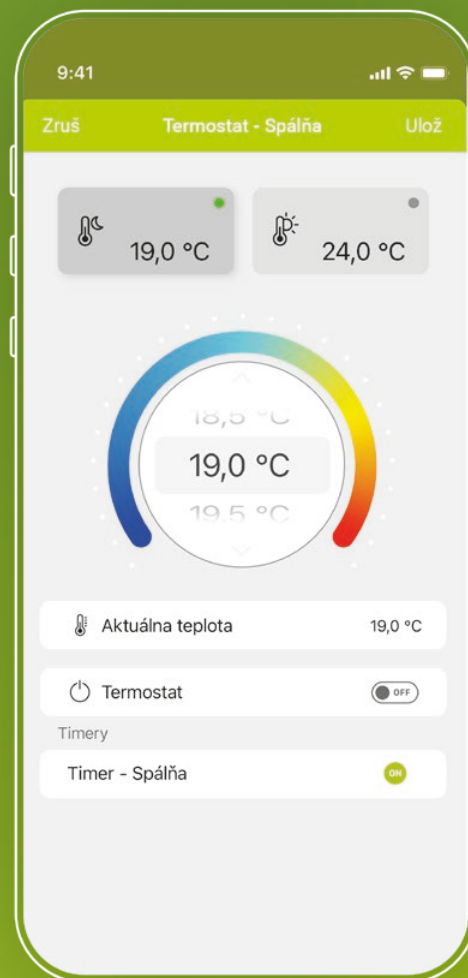 9:41
Zruš Termostat - Spálňa Ulož
19,0 °C 24,0 °C
18,5 °C
19,0 °C
19,5 °C
Aktuálna teplota 19,0 °C
Termostat OFF
Timery
Timer - Spálňa ON